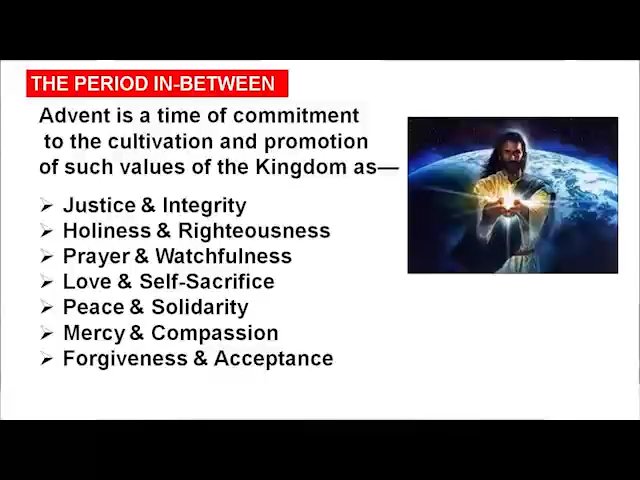 THE PERIOD IN-BETWEEN
Advent is a time of commitment
to the cultivation and promotion
of such values of the Kingdom as—
➢ Justice & Integrity
➢ Holiness & Righteousness
➢ Prayer & Watchfulness
➢ Love & Self-Sacrifice
➢ Peace & Solidarity
➢ Mercy & Compassion
➢ Forgiveness & Acceptance